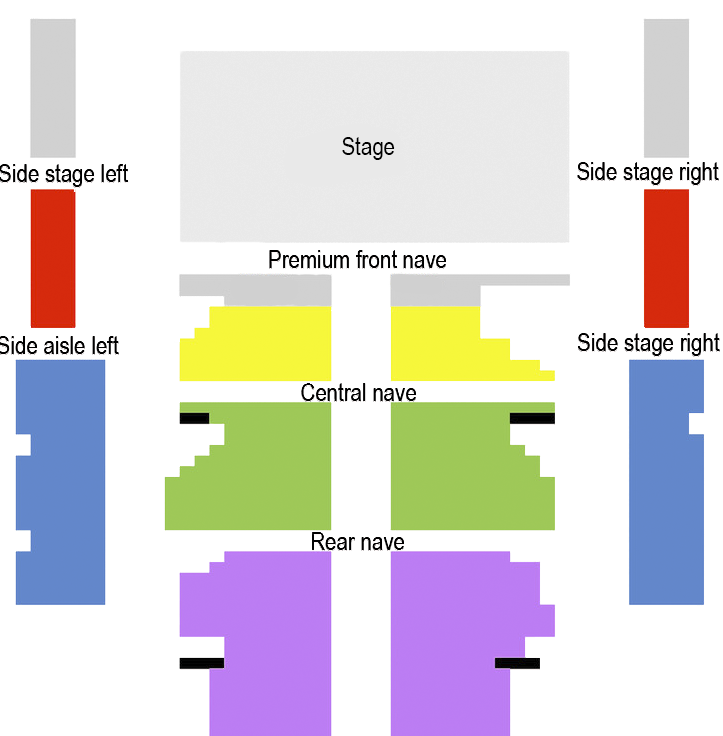 Stage
Side stage left
Side stage right
Premium front nave
Side aisle left
Side stage right
Central nave
Rear nave